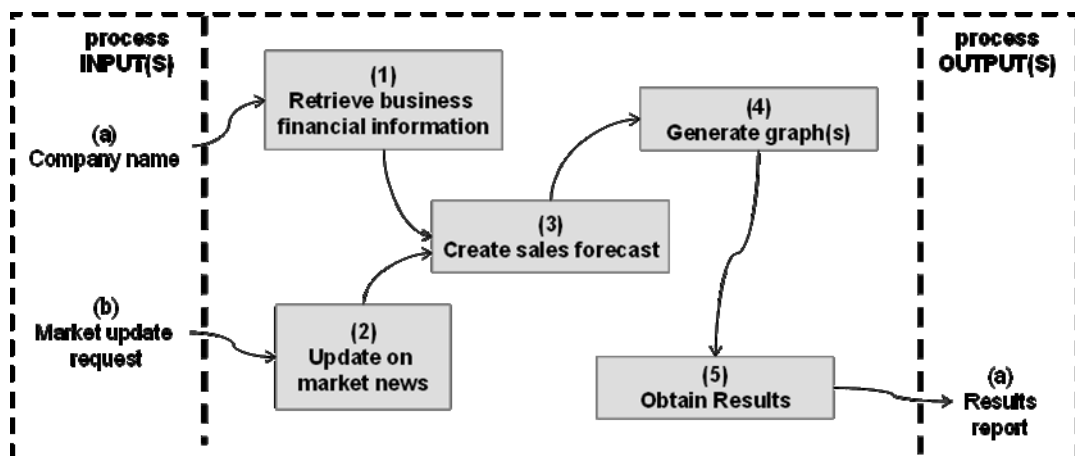 process
INPUT(S)
(a)
Company name
(b)
Market update
request
(1)
Retrieve business
financial information
(2)
Update on
market news
(3)
Create sales forecast
(4)
Generate graph(s)
(5)
Obtain Results
process
OUTPUT(S)
(a)
Results
report